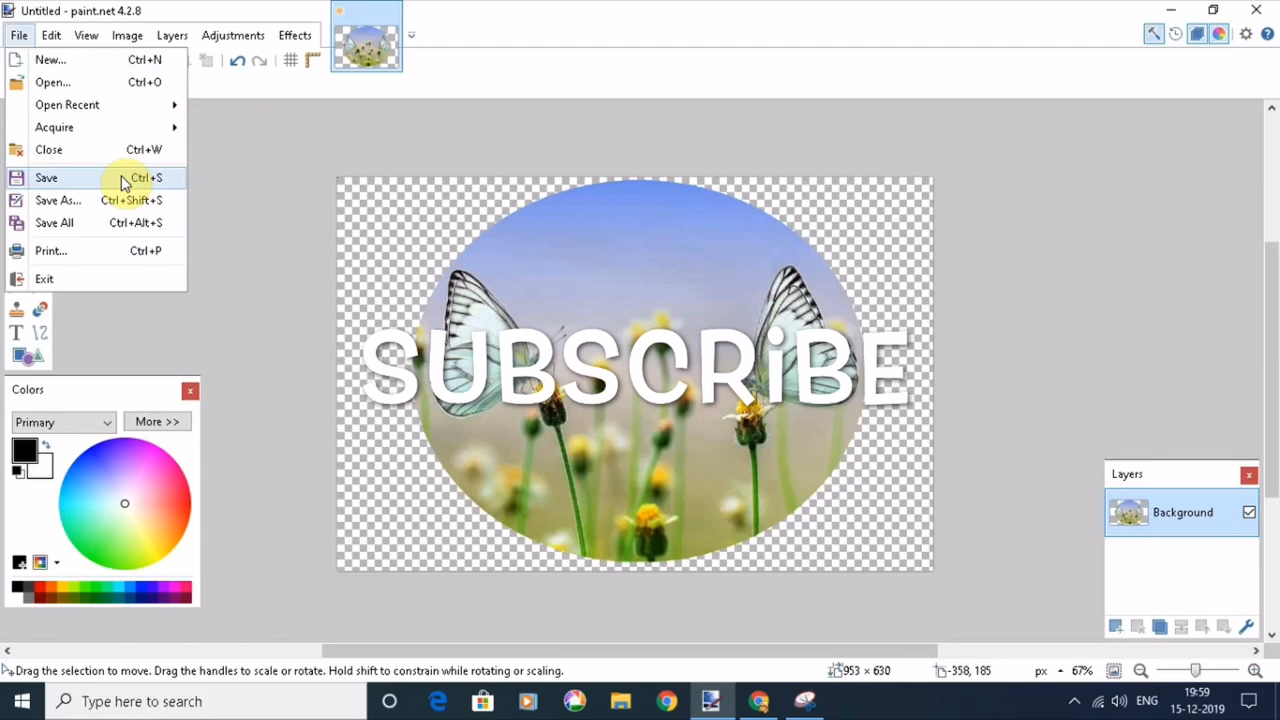 Untitled - paint.net 4.2.8
File Edit View Image Layers Adjustments Effects
New... Ctrl+N
Open... Ctrl+O
Open Recent
Acquire
Close Ctrl+W
Save Ctrl+S
Save As... Ctrl+Shift+S
Save All Ctrl+Alt+S
Print... Ctrl+P
Exit
SUBSCRiBE
Colors
Primary More >>
Layers
Background
Drag the selection to move. Drag the handles to scale or rotate. Hold shift to constrain while rotating or scaling. 953 × 630 -358, 185 px 67%
Type here to search ENG 19:59
15-12-2019